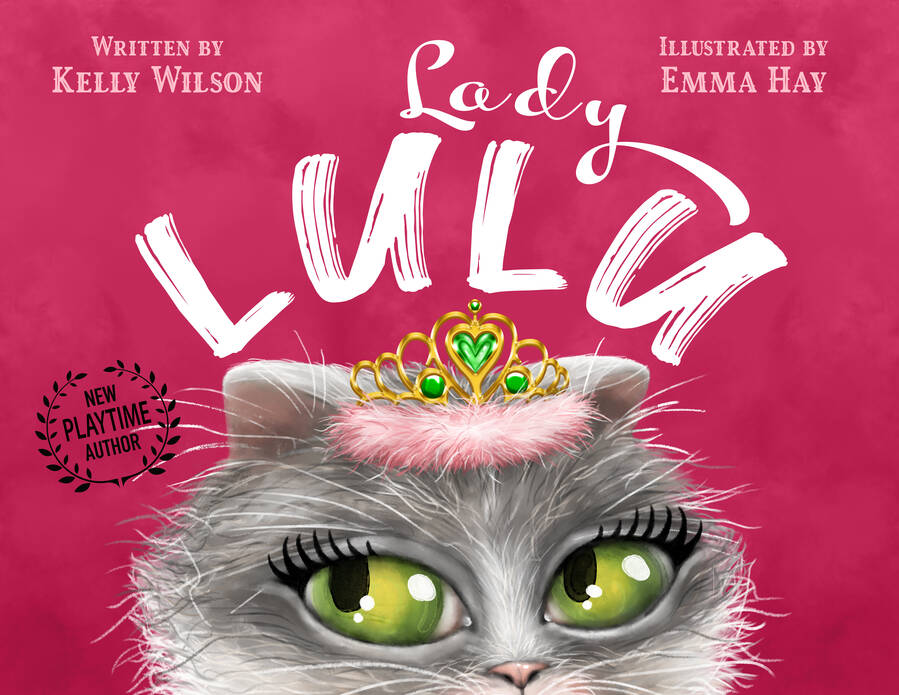 Written by
Kelly Wilson
Illustrated by
Emma Hay
Lady
LULU
NEW
PLAYTIME
AUTHOR